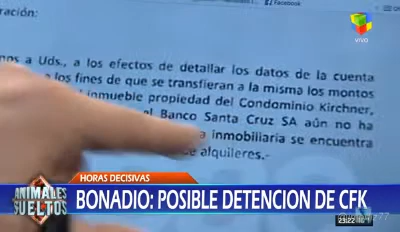 Facebook
ración:
VIVO
nos a Uds., a los efectos de detallar los datos de la cuenta
a los fines de que se transfieran a la misma los montos
inmueble propiedad del Condominio Kirchner,
el Banco Santa Cruz SA aún no ha
a inmobiliaria se encuentra
e alquileres.-
HORAS DECISIVAS
ANIMALES SUELTOS
BONADIO: POSIBLE DETENCION DE CFK